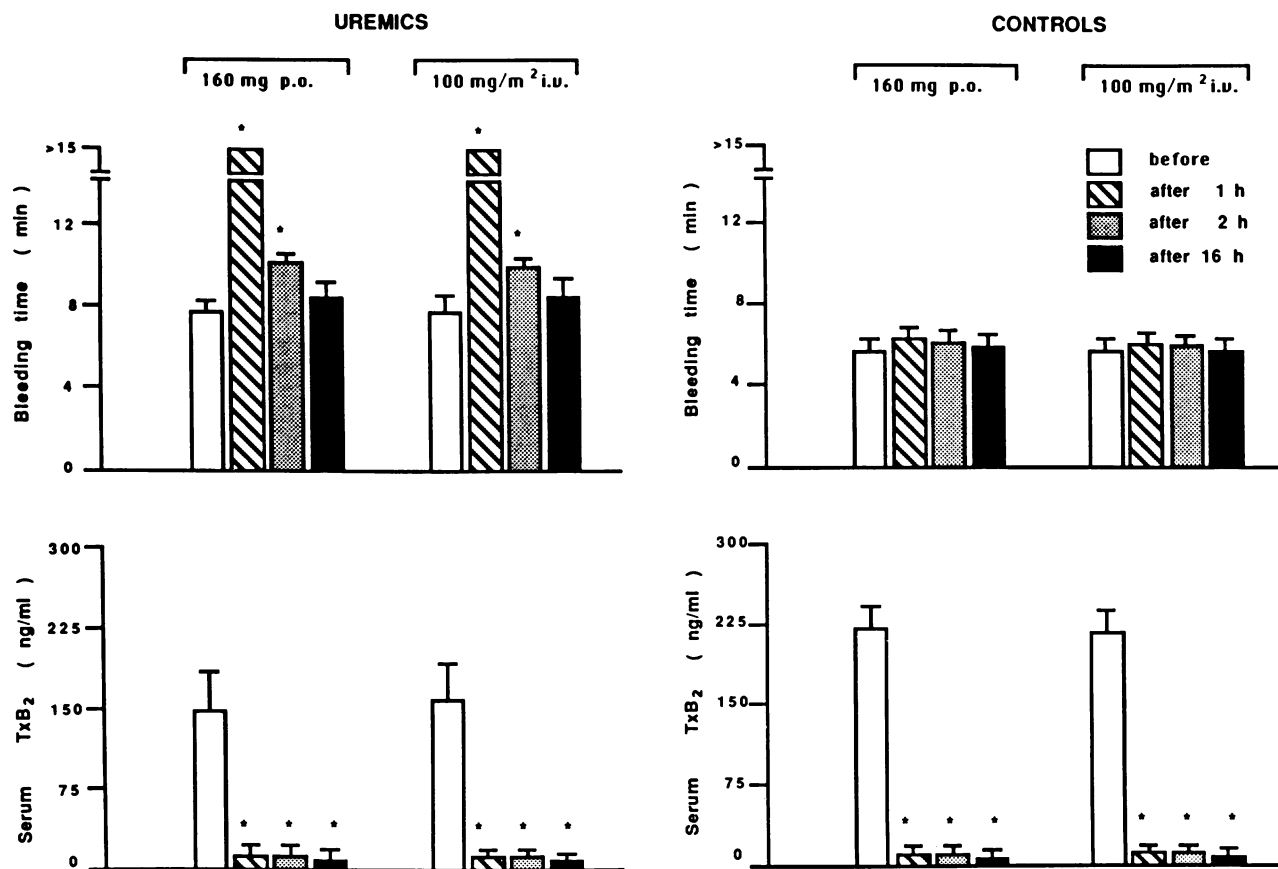 UREMICS
160 mg p.o.
100 mg/m² i.v.
*
*
*
*
>15
12
8
4
0
Bleeding time ( min)
CONTROLS
160 mg p.o.
100 mg/m² i.v.
before
after 1 h
after 2 h
after 16 h
>15
12
8
4
0
Bleeding time ( min)
300
225
150
75
0
Serum TxB₂ ( ng/ml)
* * * * * *
300
225
150
75
0
Serum TxB₂ ( ng/ml)
* * * * * *